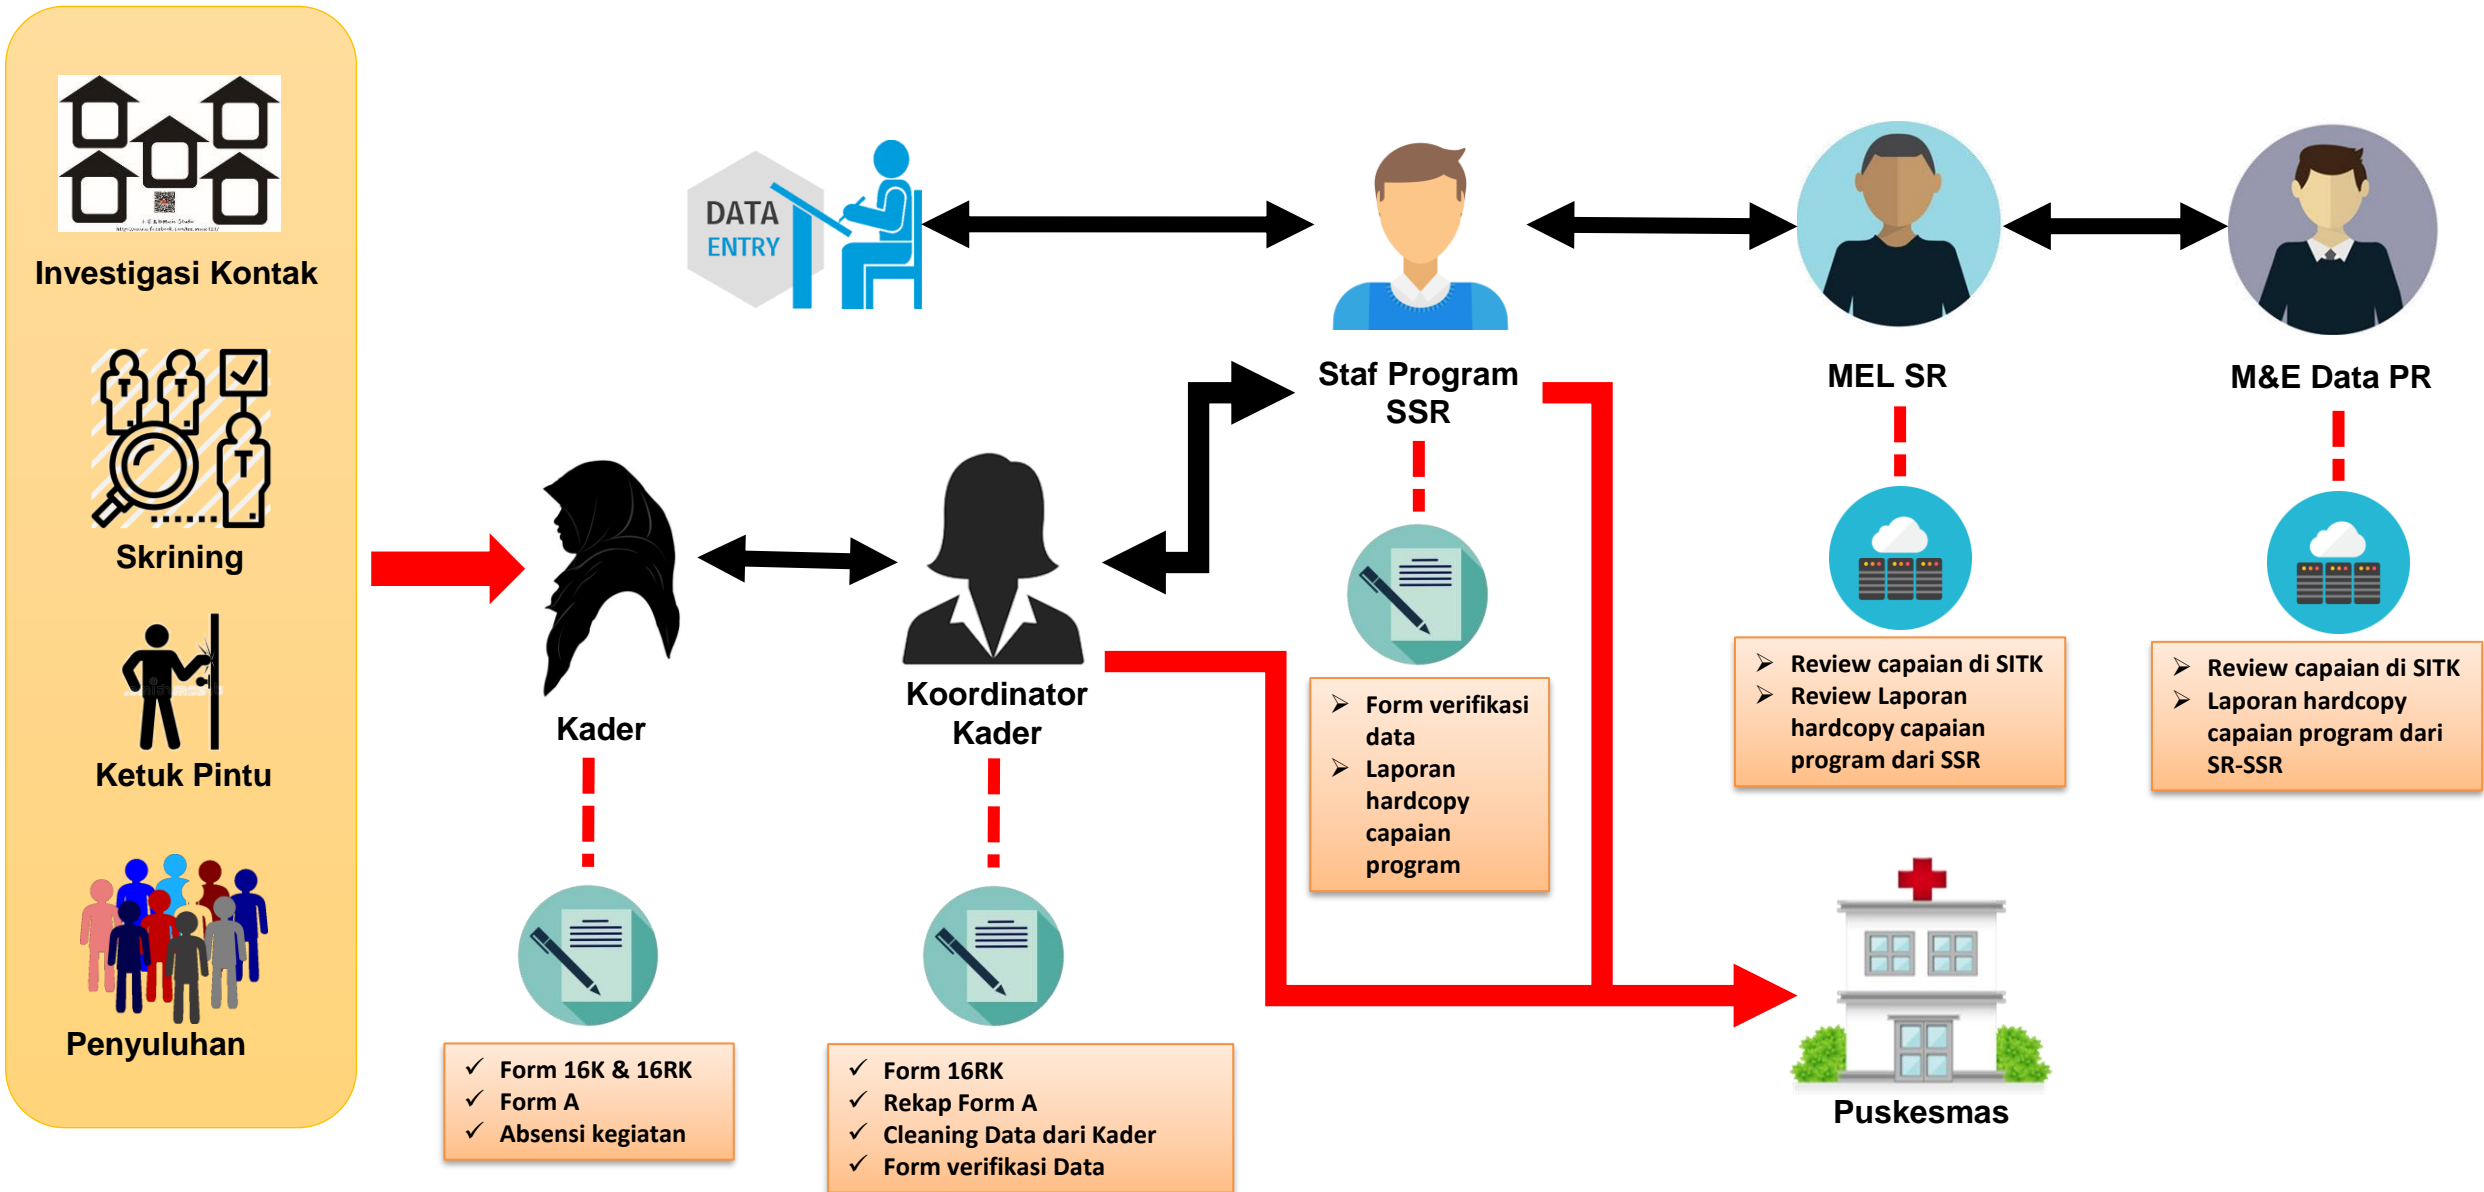 Investigasi Kontak
Skrining
Ketuk Pintu
Penyuluhan
DATA
ENTRY
Staf Program
SSR
MEL SR
M&E Data PR
Kader
Koordinator
Kader
Form 16K & 16RK
Form A
Absensi kegiatan
Form 16RK
Rekap Form A
Cleaning Data dari Kader
Form verifikasi Data
Form verifikasi
data
Laporan
hardcopy
capaian
program
Review capaian di SITK
Review Laporan
hardcopy capaian
program dari SSR
Review capaian di SITK
Laporan hardcopy
capaian program dari
SR-SSR
Puskesmas